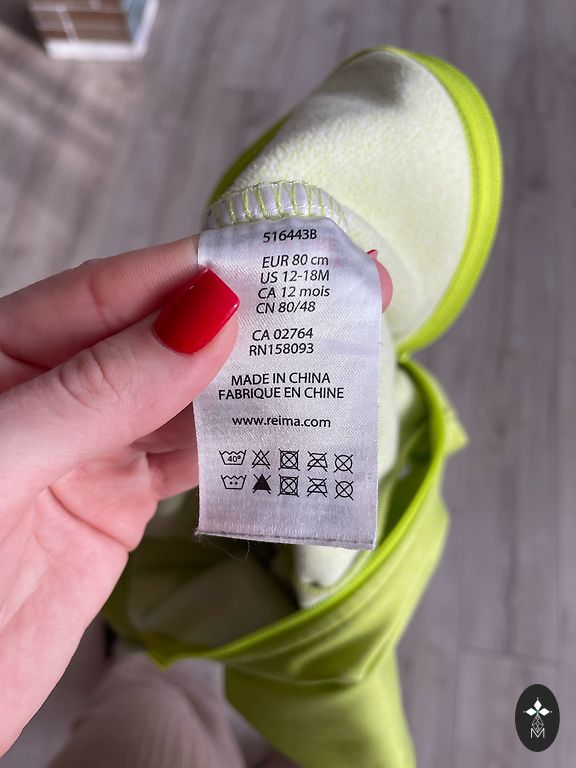 516443B
EUR 80 cm
US 12-18M
CA 12 mois
CN 80/48
CA 02764
RN158093
MADE IN CHINA
FABRIQUE EN CHINE
www.reima.com
40°
M